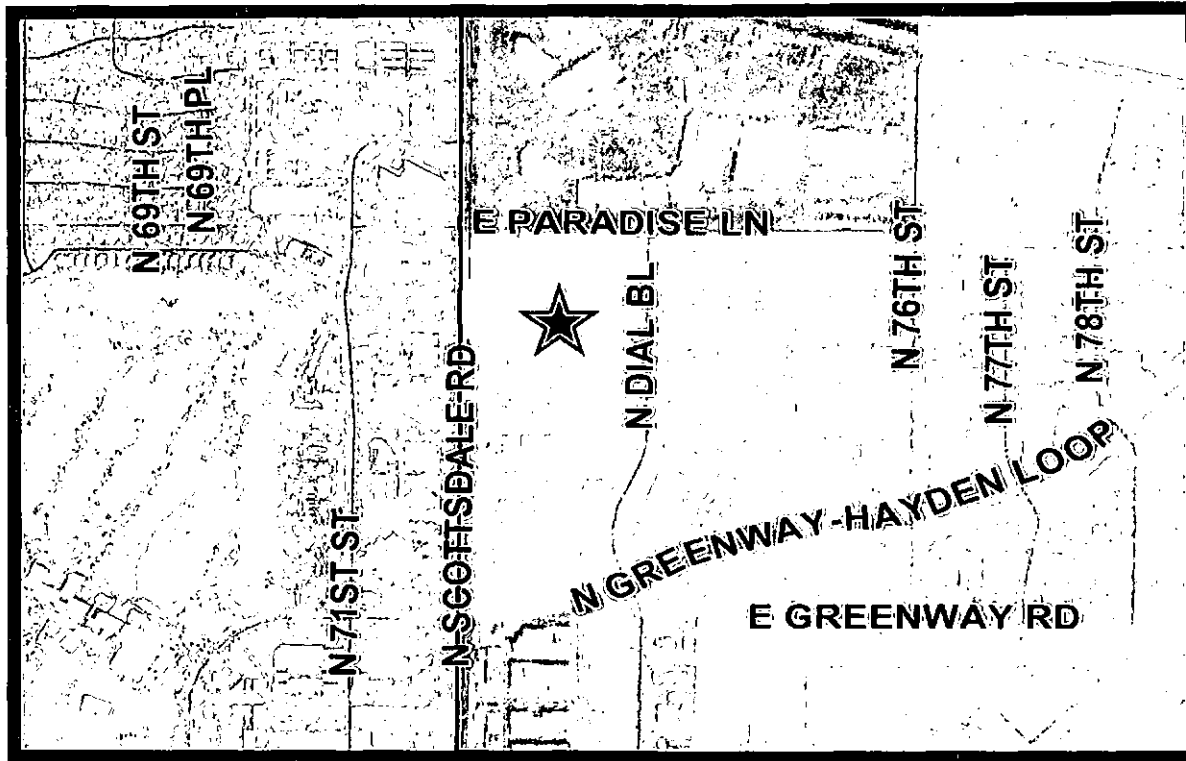 N 69TH ST
N 69TH PL
E PARADISE LN
N 76TH ST
N 77TH ST
N 78TH ST
N DIAL BL
N SCOTTSDALE RD
N 71ST ST
N GREENWAY-HAYDEN LOOP
E GREENWAY RD